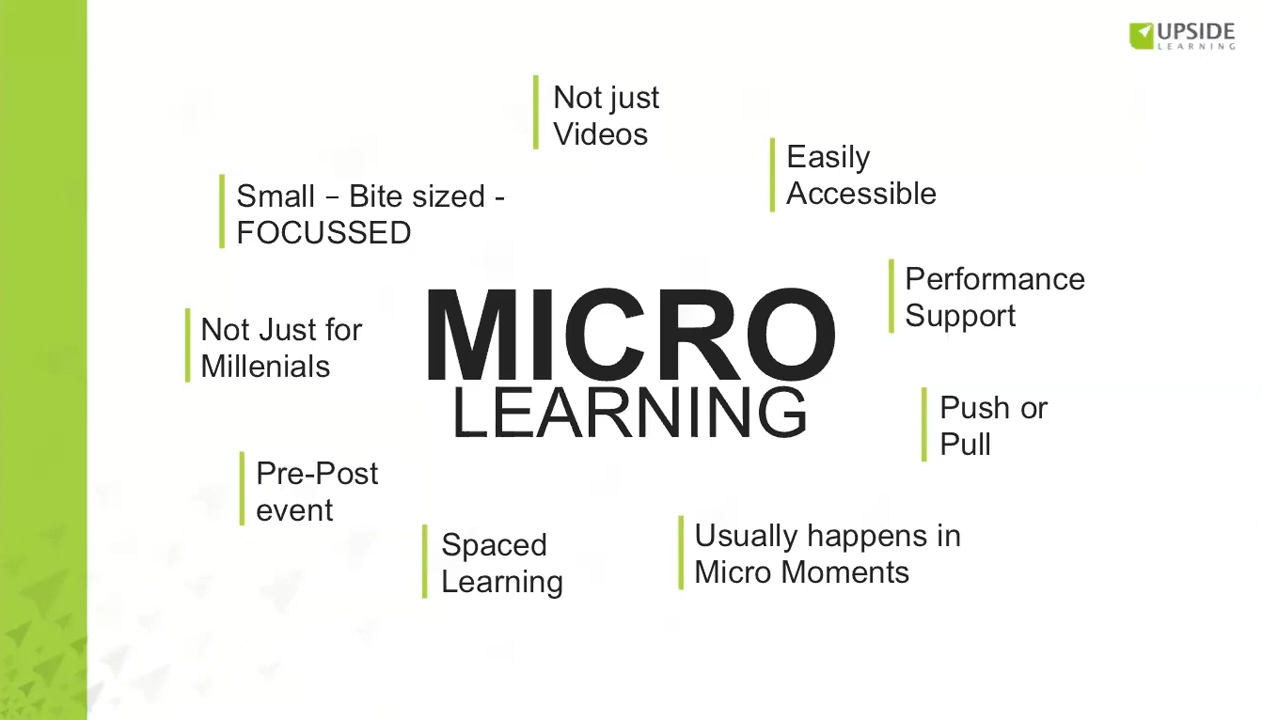 UPSIDE
LEARNING
Not just
Videos
Easily
Accessible
Small – Bite sized -
FOCUSSED
Performance
Support
MICRO
LEARNING
Not Just for
Millenials
Push or
Pull
Pre-Post
event
Spaced
Learning
Usually happens in
Micro Moments